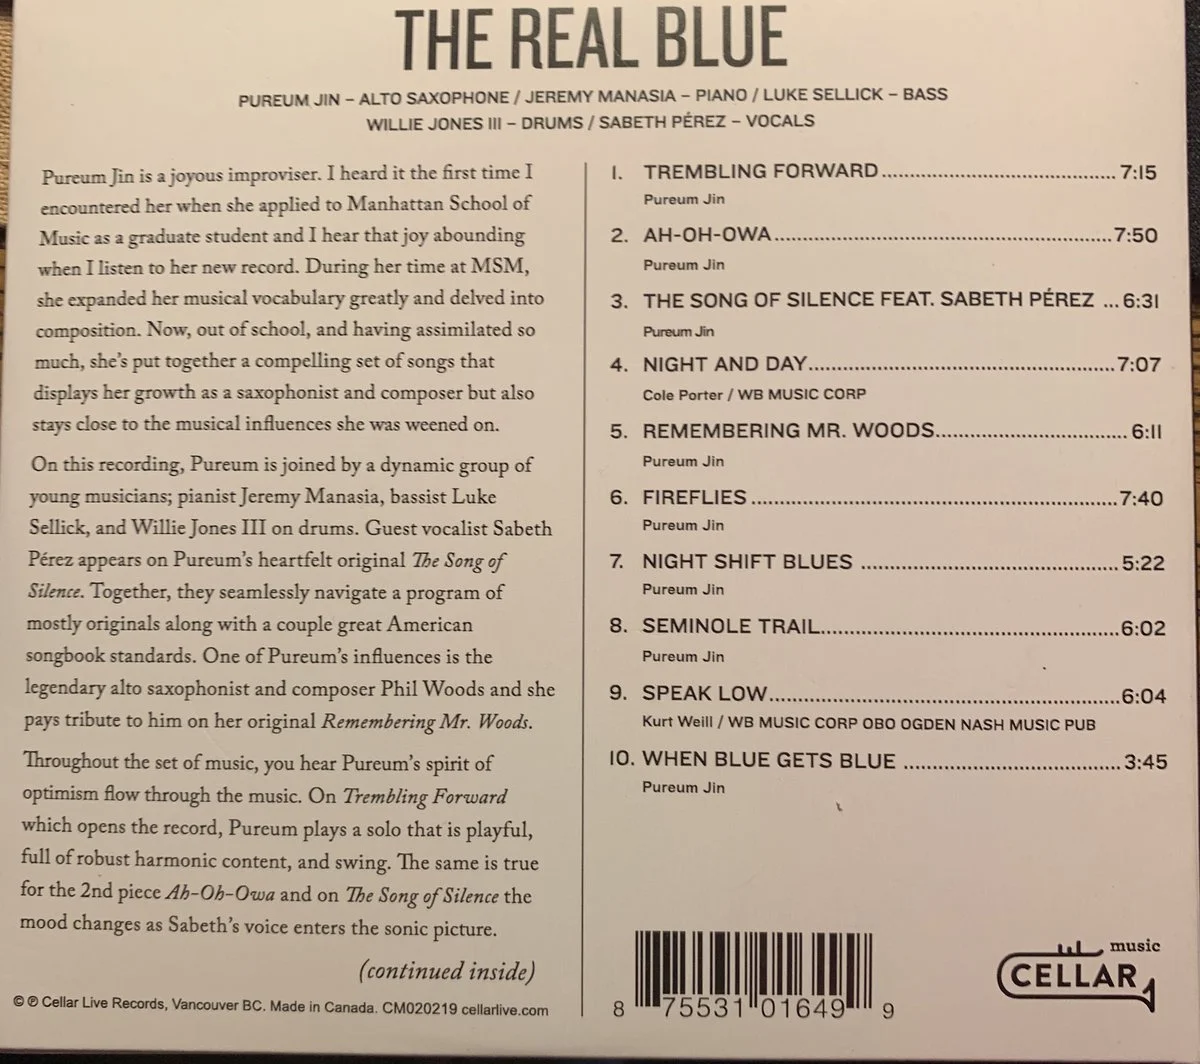 THE REAL BLUE
PUREUM JIN – ALTO SAXOPHONE / JEREMY MANASIA – PIANO / LUKE SELLICK – BASS
WILLIE JONES III – DRUMS / SABETH PÉREZ – VOCALS
Pureum Jin is a joyous improviser. I heard it the first time I
encountered her when she applied to Manhattan School of
Music as a graduate student and I hear that joy abounding
when I listen to her new record. During her time at MSM,
she expanded her musical vocabulary greatly and delved into
composition. Now, out of school, and having assimilated so
much, she's put together a compelling set of songs that
displays her growth as a saxophonist and composer but also
stays close to the musical influences she was weened on.
On this recording, Pureum is joined by a dynamic group of
young musicians; pianist Jeremy Manasia, bassist Luke
Sellick, and Willie Jones III on drums. Guest vocalist Sabeth
Pérez appears on Pureum's heartfelt original The Song of
Silence. Together, they seamlessly navigate a program of
mostly originals along with a couple great American
songbook standards. One of Pureum's influences is the
legendary alto saxophonist and composer Phil Woods and she
pays tribute to him on her original Remembering Mr. Woods.
Throughout the set of music, you hear Pureum's spirit of
optimism flow through the music. On Trembling Forward
which opens the record, Pureum plays a solo that is playful,
full of robust harmonic content, and swing. The same is true
for the 2nd piece Ah-Oh-Owa and on The Song of Silence the
mood changes as Sabeth's voice enters the sonic picture.
(continued inside)
© ℗ Cellar Live Records, Vancouver BC. Made in Canada. CM020219 cellarlive.com
1. TREMBLING FORWARD ... 7:15
Pureum Jin
2. AH-OH-OWA ... 7:50
Pureum Jin
3. THE SONG OF SILENCE FEAT. SABETH PÉREZ ... 6:31
Pureum Jin
4. NIGHT AND DAY ... 7:07
Cole Porter / WB MUSIC CORP
5. REMEMBERING MR. WOODS ... 6:11
Pureum Jin
6. FIREFLIES ... 7:40
Pureum Jin
7. NIGHT SHIFT BLUES ... 5:22
Pureum Jin
8. SEMINOLE TRAIL ... 6:02
Pureum Jin
9. SPEAK LOW ... 6:04
Kurt Weill / WB MUSIC CORP OBO OGDEN NASH MUSIC PUB
10. WHEN BLUE GETS BLUE ... 3:45
Pureum Jin
8 75531 01649 9
music
CELLAR